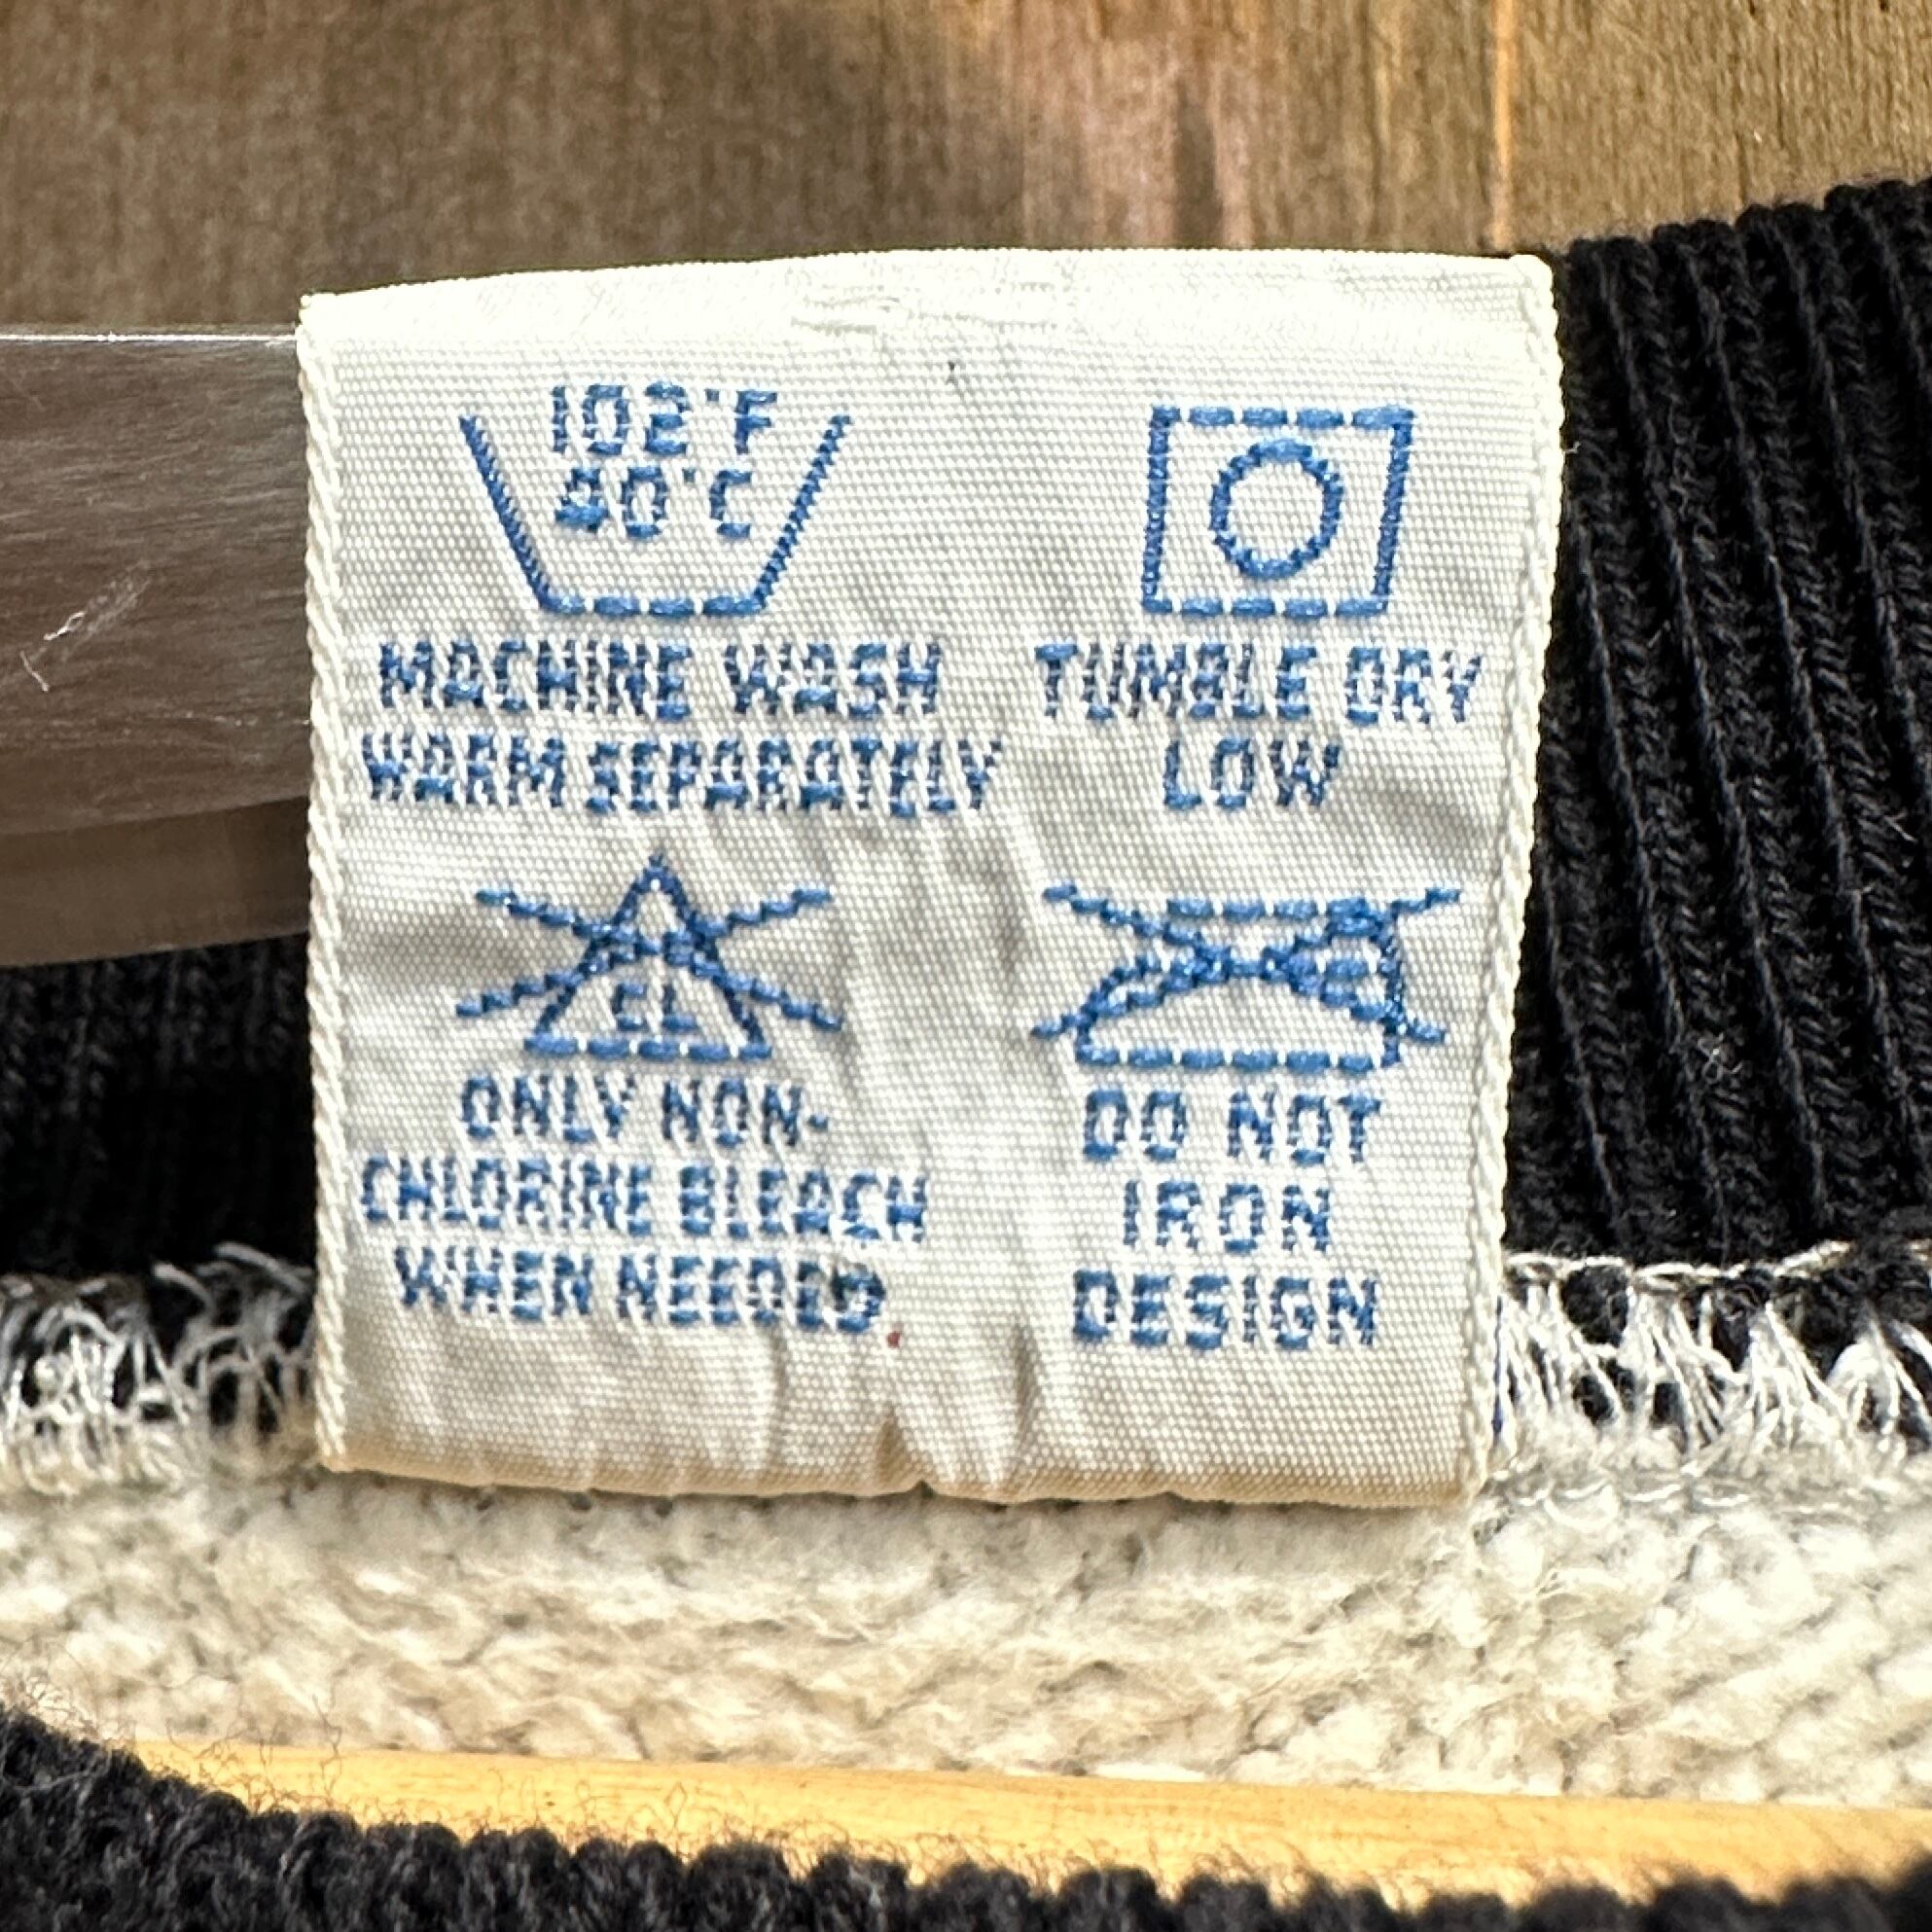 102°F
40°C
MACHINE WASH
WARM SEPARATELY
TUMBLE DRY
LOW
CL
ONLY NON-
CHLORINE BLEACH
WHEN NEEDED
DO NOT
IRON
DESIGN